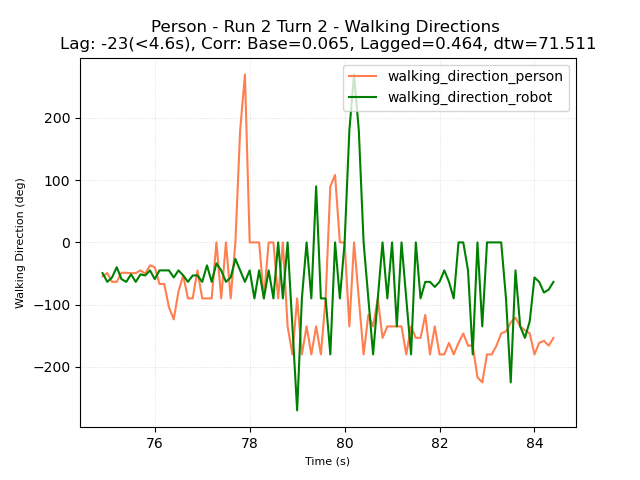 Person - Run 2 Turn 2 - Walking Directions
Lag: -23(<4.6s), Corr: Base=0.065, Lagged=0.464, dtw=71.511
walking_direction_person
walking_direction_robot
Walking Direction (deg)
200
100
0
−100
−200
76
78
80
82
84
Time (s)